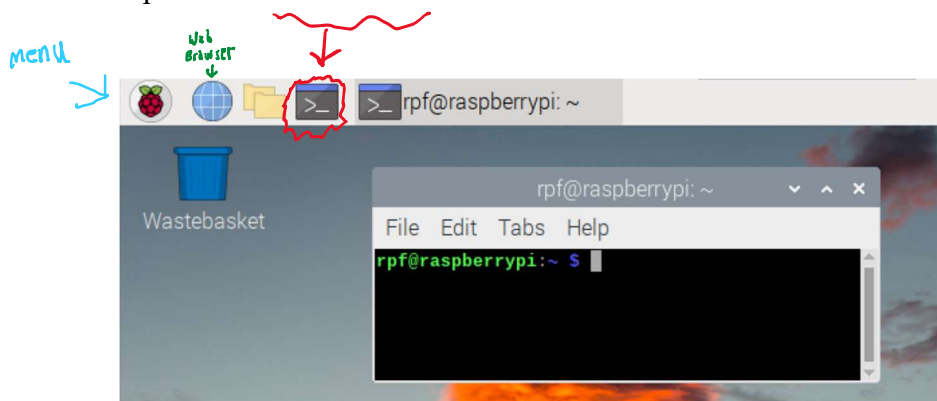 menu
Web
Browser
>_ >_ rpf@raspberrypi: ~
Wastebasket
rpf@raspberrypi: ~
File Edit Tabs Help
rpf@raspberrypi:~ $